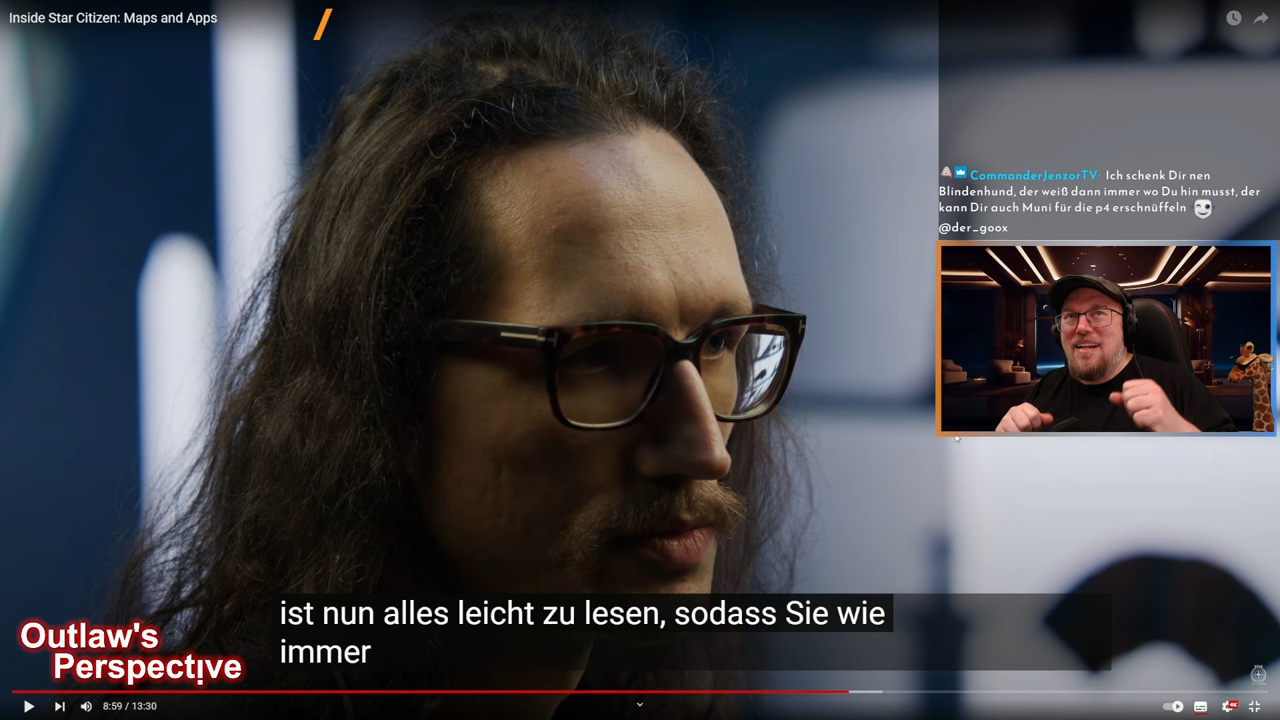 Inside Star Citizen: Maps and Apps
CommanderJenzorTV: Ich schenk Dir nen
Blindenhund, der weiß dann immer wo Du hin musst, der
kann Dir auch Muni für die p4 erschnüffeln
@der_goox
ist nun alles leicht zu lesen, sodass Sie wie
immer
Outlaw's
Perspective
8:59 / 13:30
4K